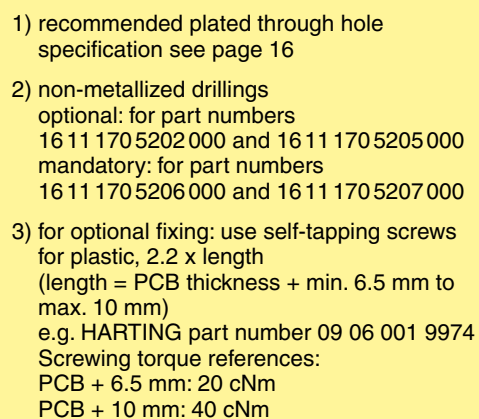 1) recommended plated through hole
specification see page 16
2) non-metallized drillings
optional: for part numbers
16 11 170 5202 000 and 16 11 170 5205 000
mandatory: for part numbers
16 11 170 5206 000 and 16 11 170 5207 000
3) for optional fixing: use self-tapping screws
for plastic, 2.2 x length
(length = PCB thickness + min. 6.5 mm to
max. 10 mm)
e.g. HARTING part number 09 06 001 9974
Screwing torque references:
PCB + 6.5 mm: 20 cNm
PCB + 10 mm: 40 cNm